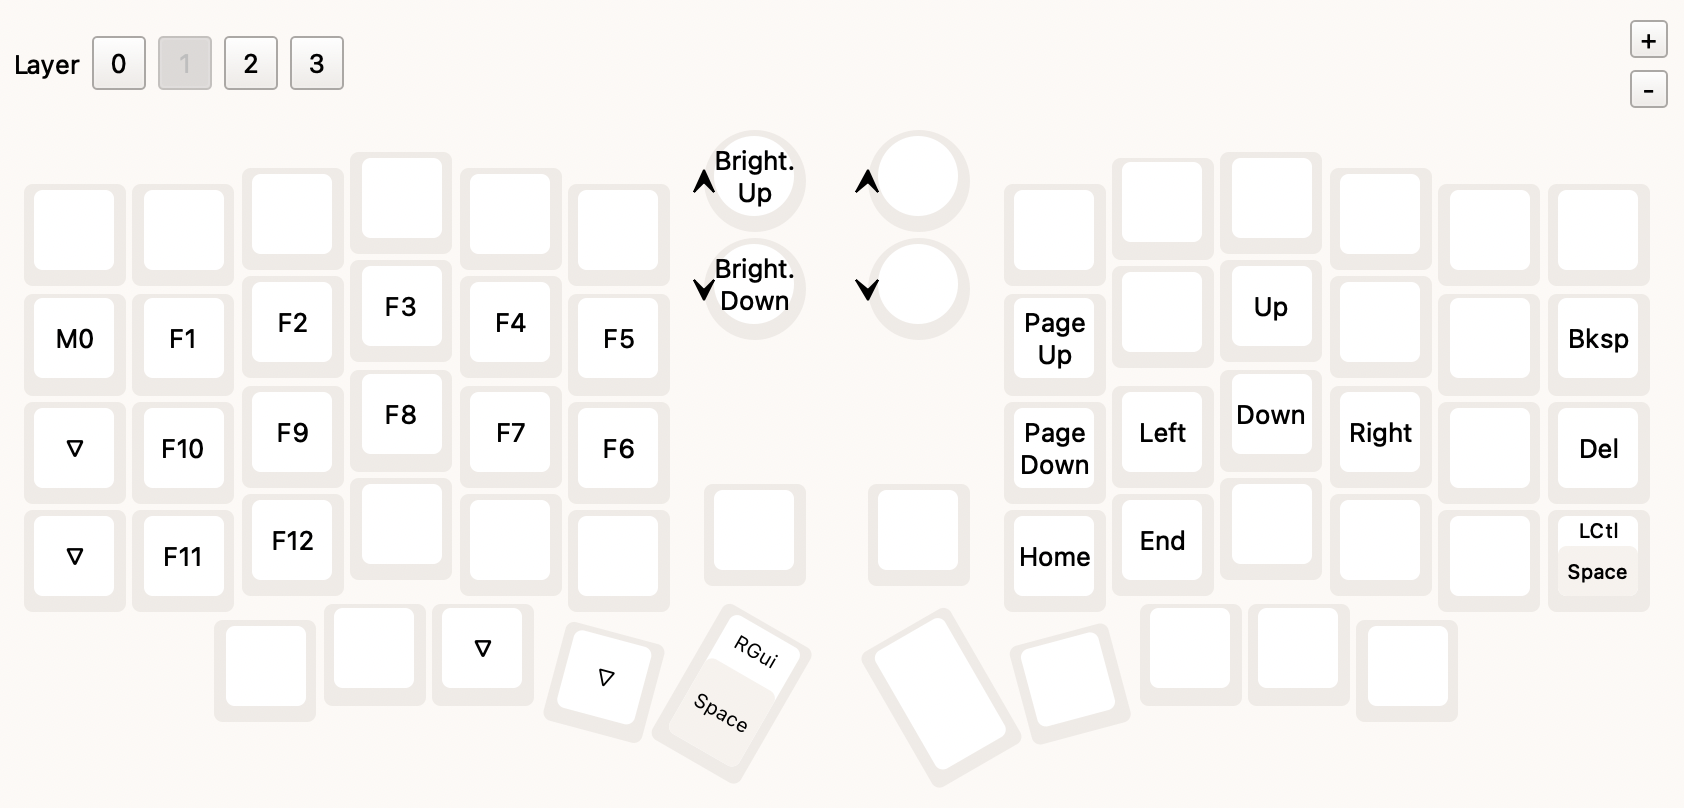 Layer 0 1 2 3
+
-
Bright.
Up
Bright.
Down
M0 F1 F2 F3 F4 F5
▽ F10 F9 F8 F7 F6
▽ F11 F12
▽ ▽
RGui
Space
Page
Up
Up
Bksp
Page
Down
Left Down Right
Del
Home End
LCtl
Space